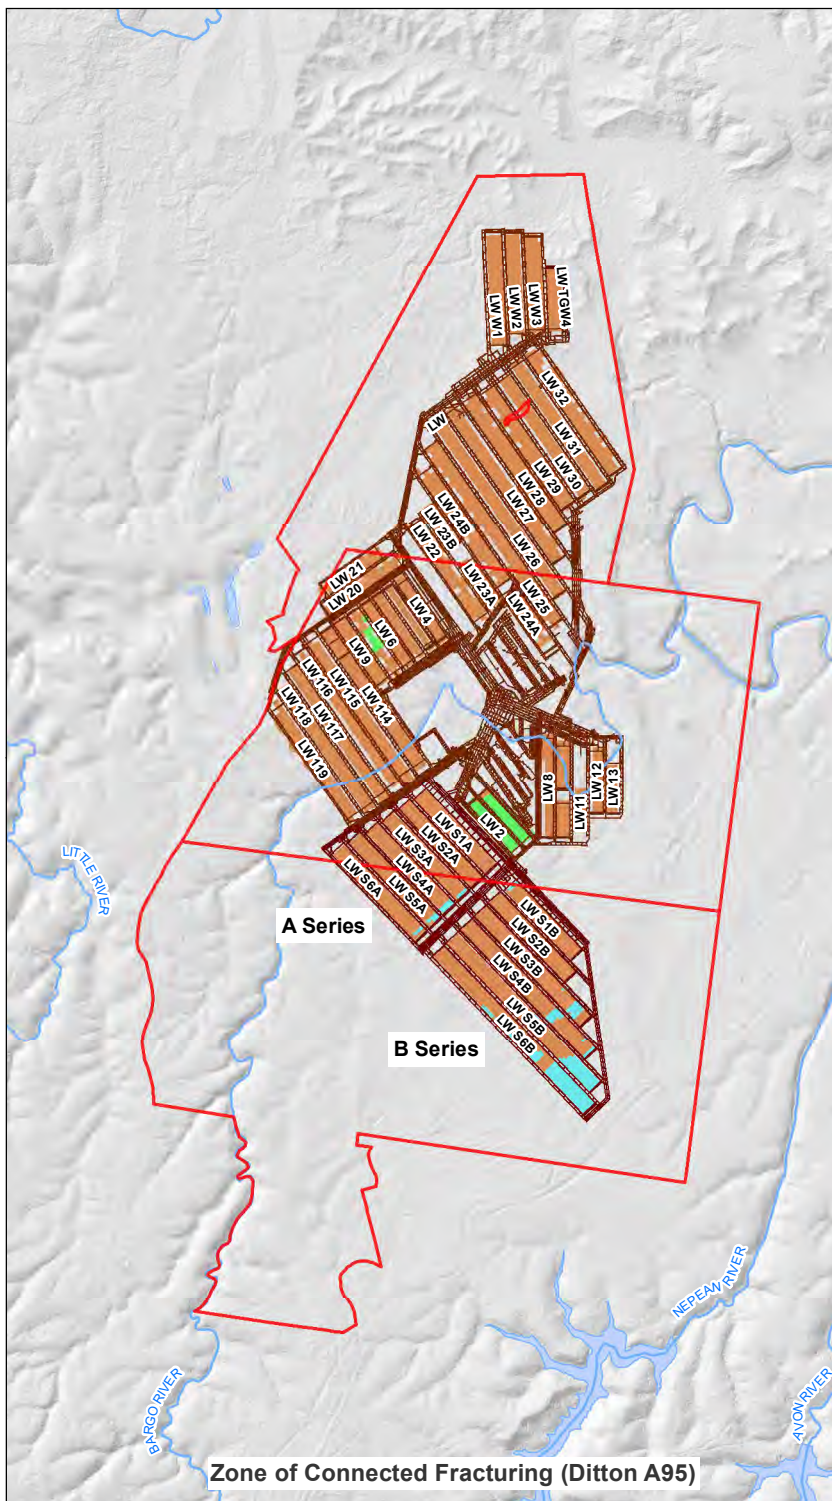 LW W1
LW W2
LW W3
LW TGW4
LW 32
LW 31
LW 30
LW 29
LW 28
LW 27
LW 26
LW 25
LW 24A
LW
LW 24B
LW 23B
LW 22
LW 23A
LW 21
LW 20
LW 4
LW 6
LW 9
LW 114
LW 115
LW 116
LW 117
LW 118
LW 119
LW 8
LW 11
LW 12
LW 13
LW 2
LW S1A
LW S2A
LW S3A
LW S4A
LW S5A
LW S6A
A Series
LW S1B
LW S2B
LW S3B
LW S4B
LW S5B
LW S6B
B Series
LITTLE RIVER
NEPEAN RIVER
BARGO RIVER
AVON RIVER
Zone of Connected Fracturing (Ditton A95)